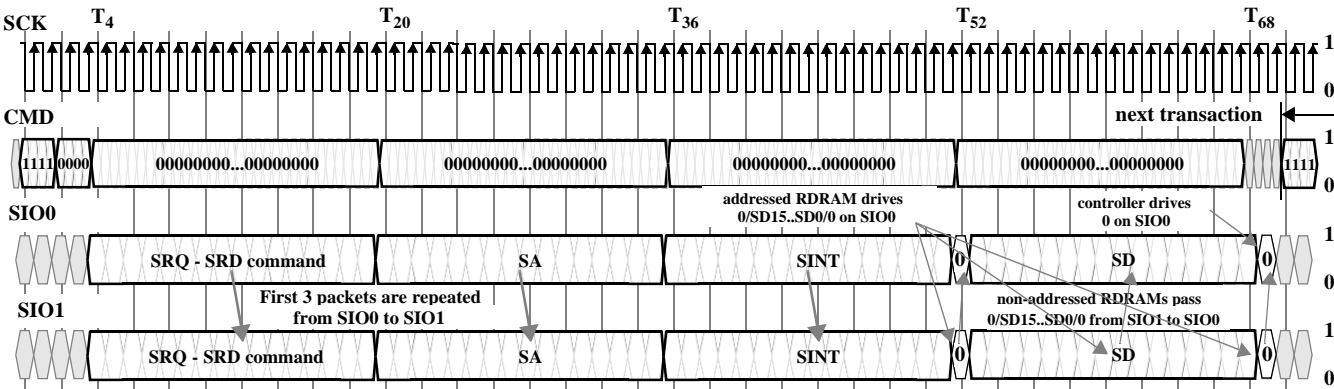 SCK T4 T20 T36 T52 T68
1
0
CMD next transaction
1
1111 0000 00000000...00000000 00000000...00000000 00000000...00000000 00000000...00000000 1111
0
addressed RDRAM drives
0/SD15..SD0/0 on SIO0
controller drives
0 on SIO0
SIO0
1
SRQ - SRD command SA SINT 0 SD 0
0
First 3 packets are repeated
from SIO0 to SIO1
non-addressed RDRAMs pass
0/SD15..SD0/0 from SIO1 to SIO0
SIO1
1
SRQ - SRD command SA SINT 0 SD 0
0